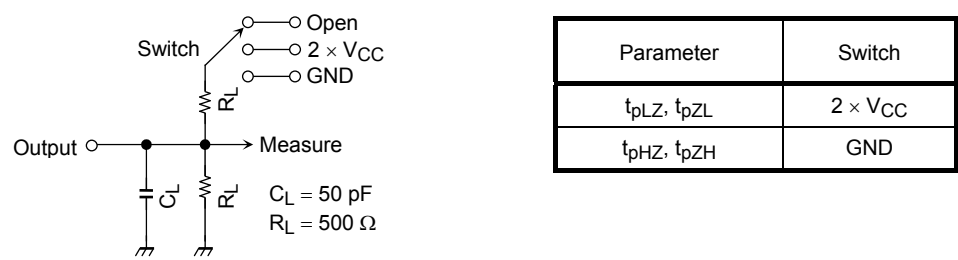 Open
Switch
2 × VCC
GND
RL
Output
Measure
CL
RL
CL = 50 pF
RL = 500 Ω
Parameter Switch
tpLZ, tpZL 2 × VCC
tpHZ, tpZH GND